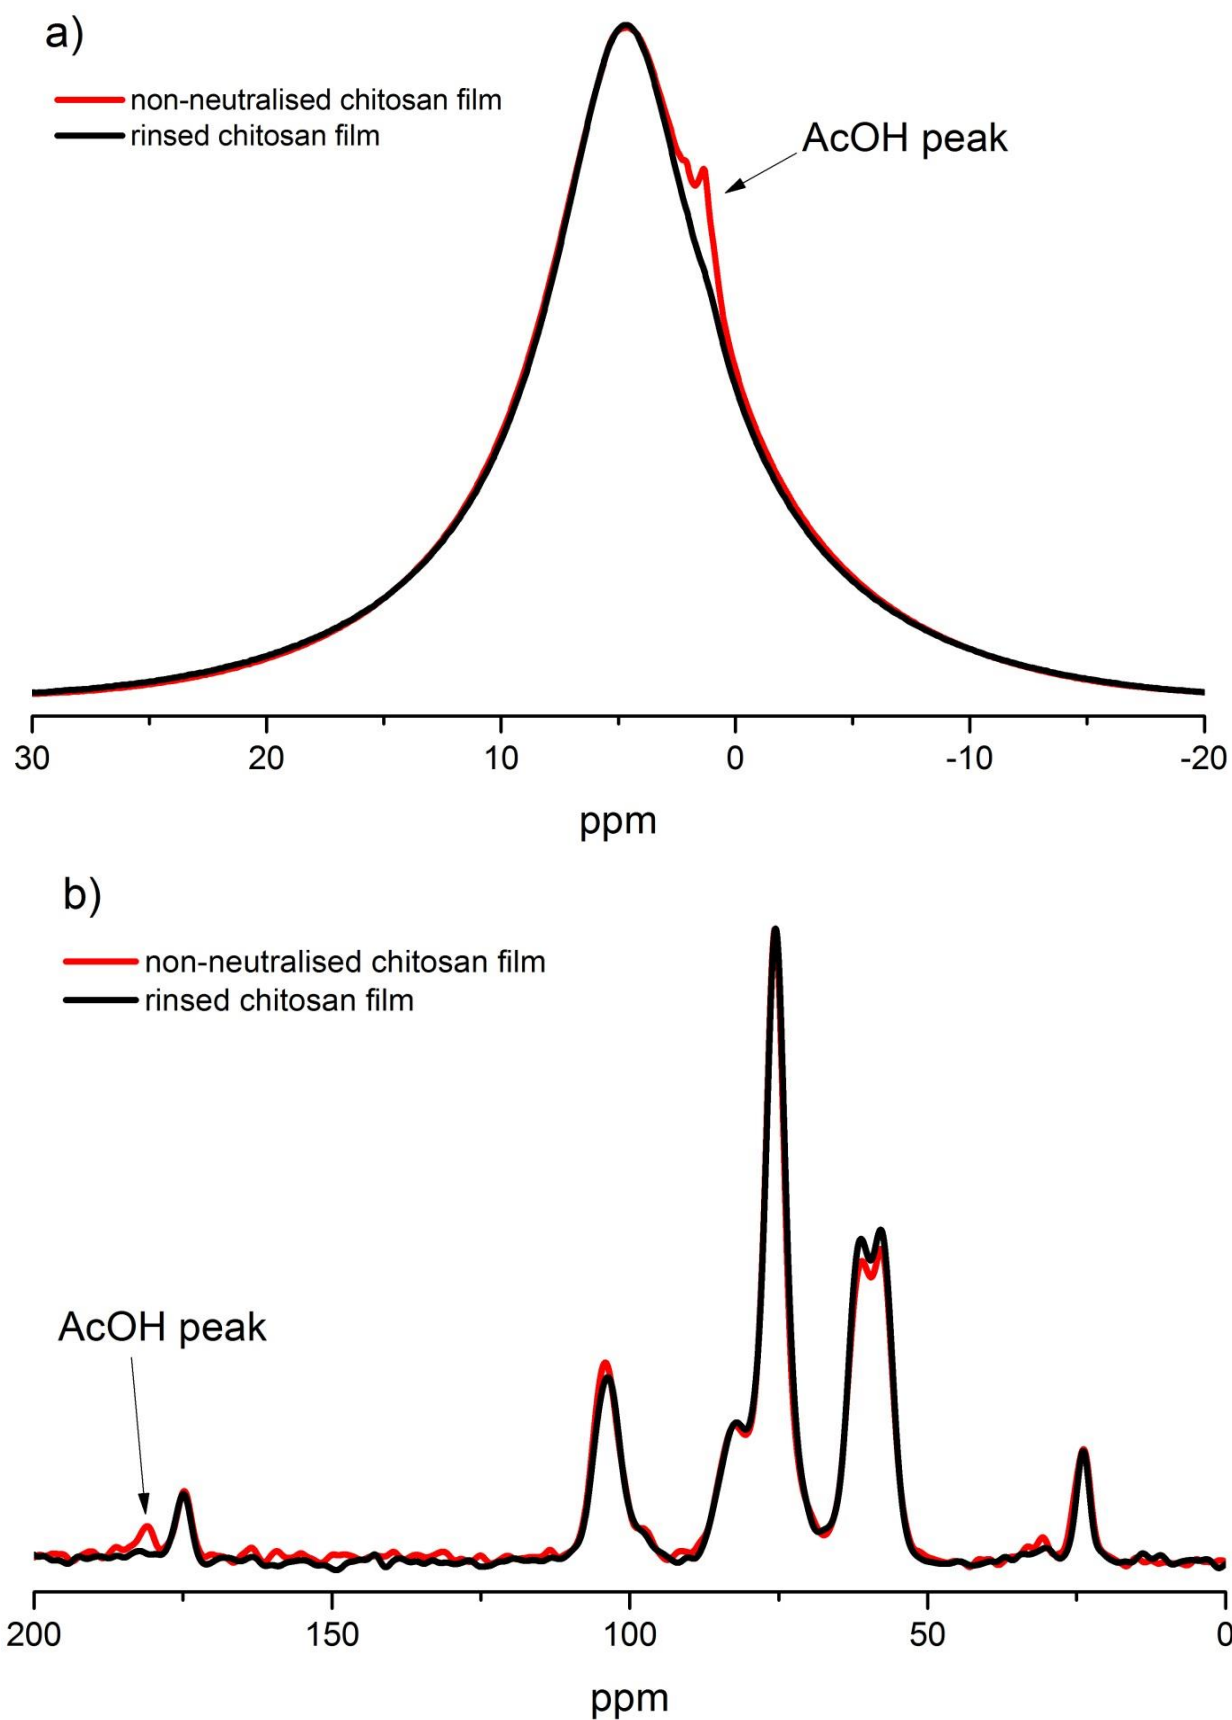 a)
non-neutralised chitosan film
rinsed chitosan film
AcOH peak
30 20 10 0 -10 -20
ppm
b)
non-neutralised chitosan film
rinsed chitosan film
AcOH peak
200 150 100 50 0
ppm